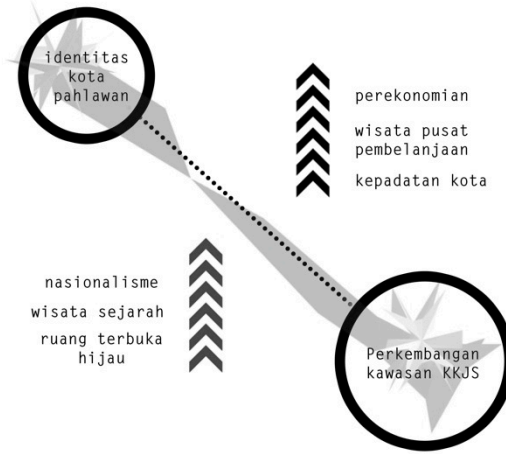 identitas
kota
pahlawan
perekonomian
wisata pusat
pembelanjaan
kepadatan kota
nasionalisme
wisata sejarah
ruang terbuka
hijau
Perkembangan
kawasan KKJS